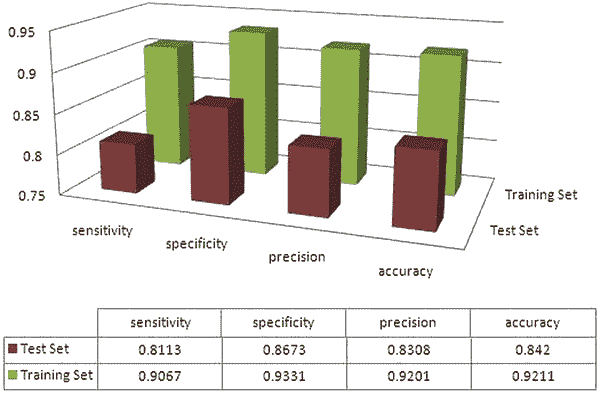 0.95
0.9
0.85
0.8
0.75
sensitivity
specificity
precision
accuracy
Training Set
Test Set
sensitivity specificity precision accuracy
Test Set 0.8113 0.8673 0.8308 0.842
Training Set 0.9067 0.9331 0.9201 0.9211